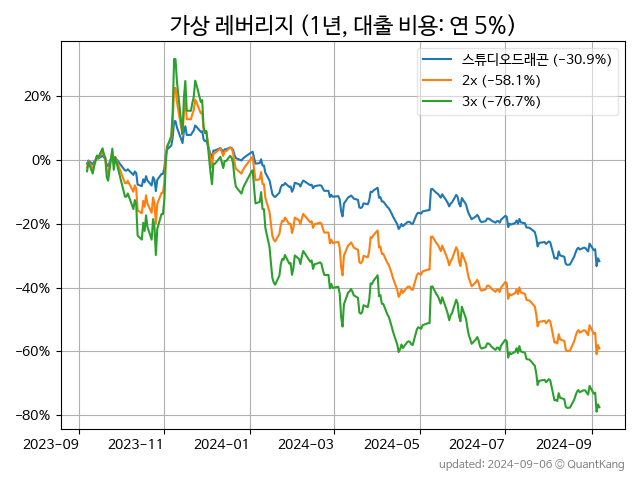 가상 레버리지 (1년, 대출 비용: 연 5%)
스튜디오드래곤 (−30.9%)
2x (−58.1%)
3x (−76.7%)
20%
0%
−20%
−40%
−60%
−80%
2023-09
2023-11
2024-01
2024-03
2024-05
2024-07
2024-09
updated: 2024-09-06 © QuantKang